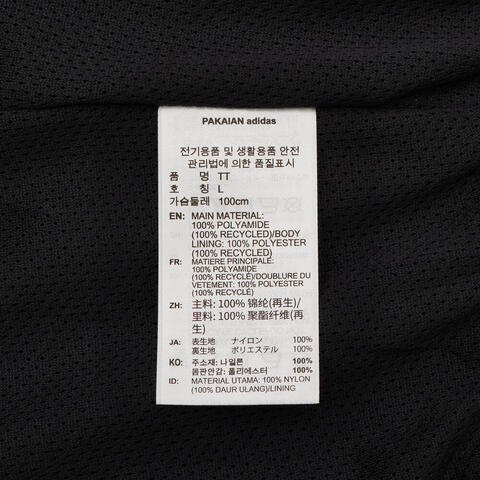 PAKAIAN adidas
전기용품 및 생활용품 안전
관리법에 의한 품질표시
품 명 TT
호 칭 L
가슴둘레 100cm
EN: MAIN MATERIAL:
100% POLYAMIDE
(100% RECYCLED)/BODY
LINING: 100% POLYESTER
(100% RECYCLED)
FR: MATIERE PRINCIPALE:
100% POLYAMIDE
(100% RECYCLÉ)/DOUBLURE DU
VETEMENT: 100% POLYESTER
(100% RECYCLÉ)
ZH: 主料: 100% 锦纶(再生)/
里料: 100% 聚酯纤维(再
生)
JA: 表生地 ナイロン 100%
裏生地 ポリエステル 100%
KO: 주소재: 나일론 100%
몸판안감: 폴리에스터 100%
ID: MATERIAL UTAMA: 100% NYLON
(100% DAUR ULANG)/LINING